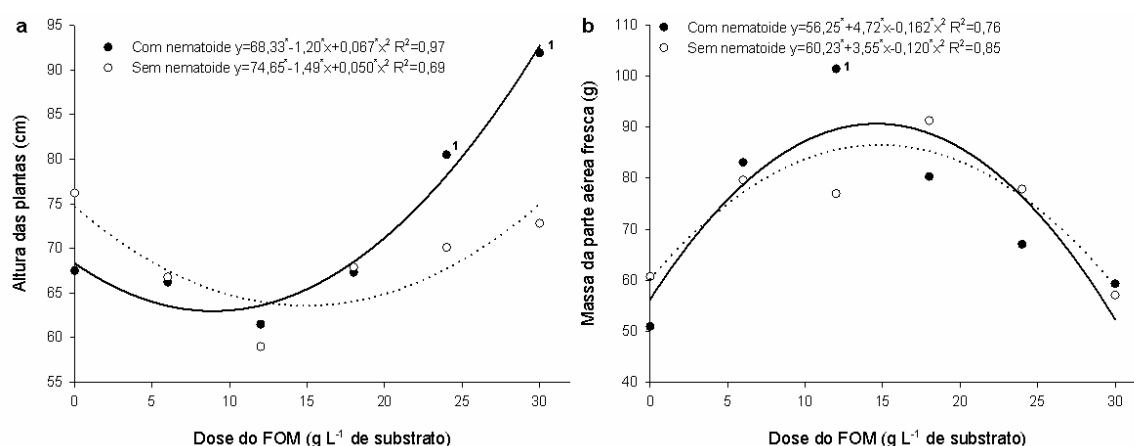 a
Com nematoide y=68,33*-1,20*x+0,067*x² R²=0,97
Sem nematoide y=74,65*-1,49*x+0,050*x² R²=0,69
95
90
85
80
75
70
65
60
55
Altura das plantas (cm)
1
1
0 5 10 15 20 25 30
Dose do FOM (g L⁻¹ de substrato)
b
Com nematoide y=56,25*+4,72*x-0,162*x² R²=0,76
Sem nematoide y=60,23*+3,55*x-0,120*x² R²=0,85
110
100
90
80
70
60
50
40
Massa da parte aérea fresca (g)
1
0 5 10 15 20 25 30
Dose do FOM (g L⁻¹ de substrato)